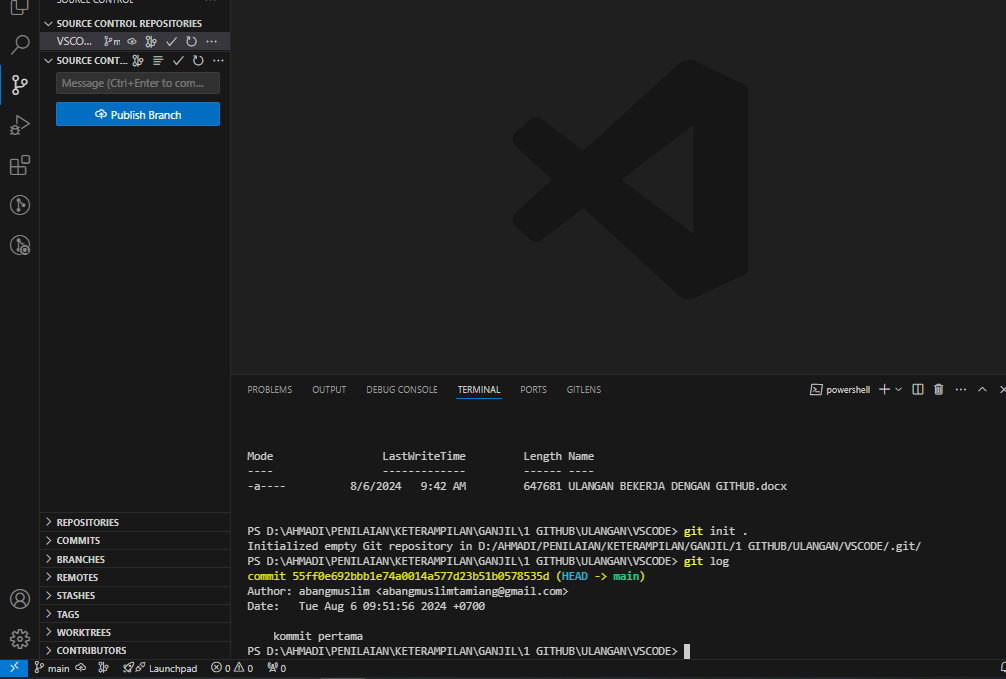 SOURCE CONTROL
SOURCE CONTROL REPOSITORIES
VSCO... m
SOURCE CONT...
Message (Ctrl+Enter to com...
Publish Branch
PROBLEMS OUTPUT DEBUG CONSOLE TERMINAL PORTS GITLENS powershell
Mode LastWriteTime Length Name
---- ------------- ------ ----
-a---- 8/6/2024 9:42 AM 647681 ULANGAN BEKERJA DENGAN GITHUB.docx
PS D:\AHMADI\PENILAIAN\KETERAMPILAN\GANJIL\1 GITHUB\ULANGAN\VSCODE> git init .
Initialized empty Git repository in D:/AHMADI/PENILAIAN/KETERAMPILAN/GANJIL/1 GITHUB/ULANGAN/VSCODE/.git/
PS D:\AHMADI\PENILAIAN\KETERAMPILAN\GANJIL\1 GITHUB\ULANGAN\VSCODE> git log
commit 55ff0e692bbb1e74a0014a577d23b51b0578535d (HEAD -> main)
Author: abangmuslim <abangmuslimtamiang@gmail.com>
Date: Tue Aug 6 09:51:56 2024 +0700
kommit pertama
PS D:\AHMADI\PENILAIAN\KETERAMPILAN\GANJIL\1 GITHUB\ULANGAN\VSCODE>
REPOSITORIES
COMMITS
BRANCHES
REMOTES
STASHES
TAGS
WORKTREES
CONTRIBUTORS
main Launchpad 0 0 0